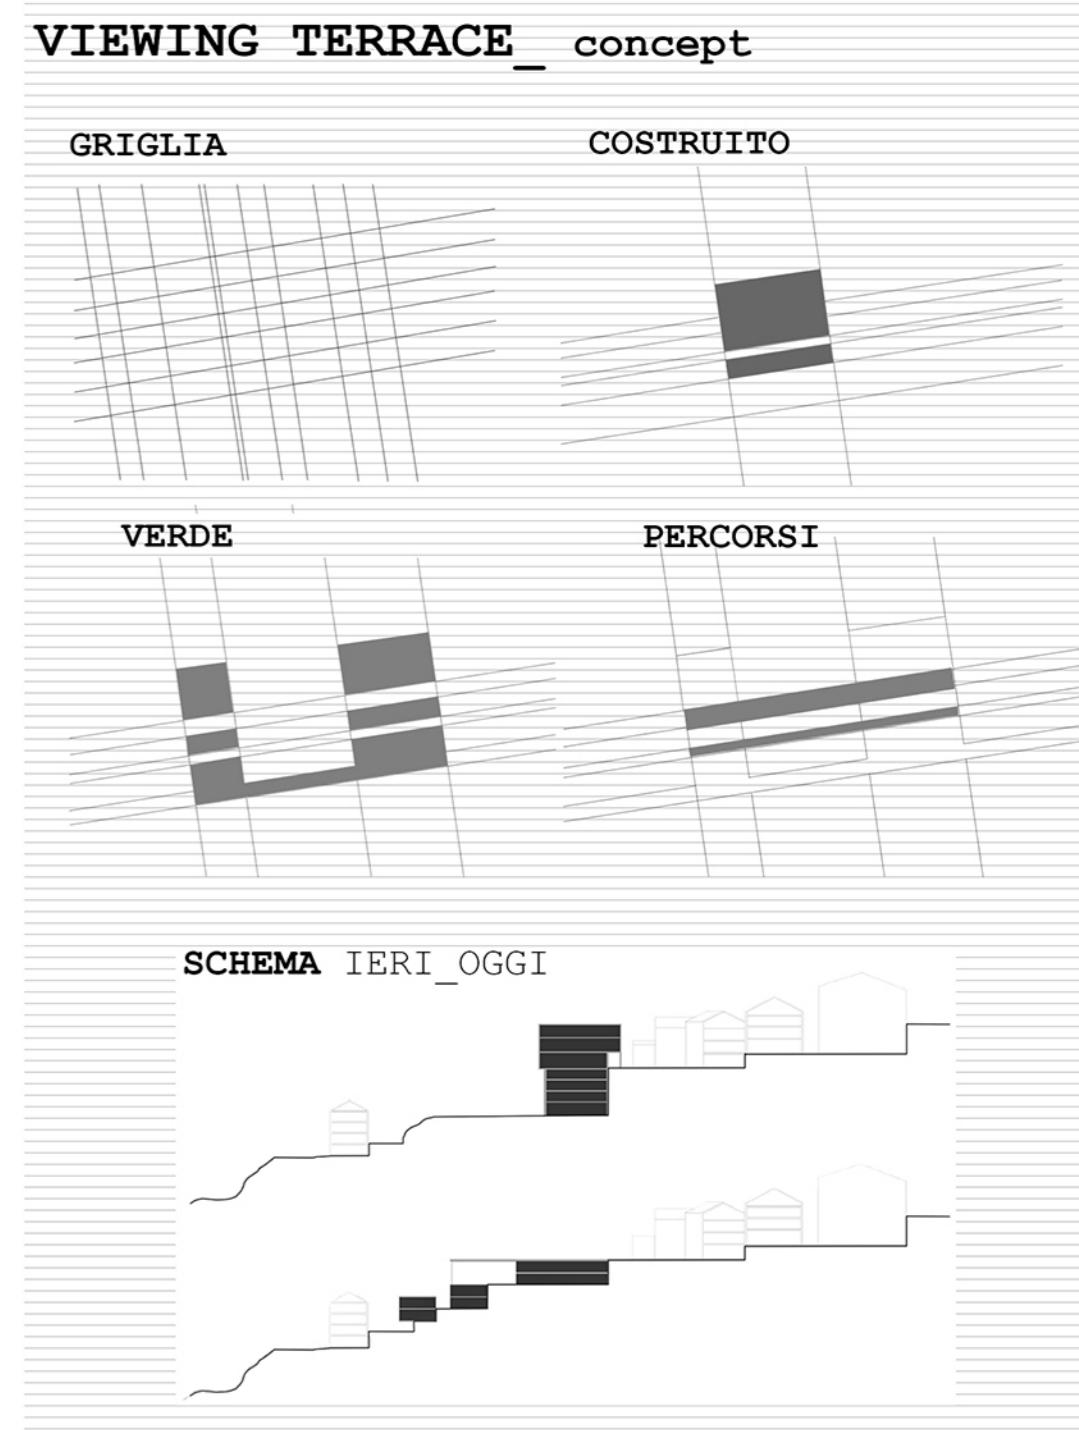 VIEWING TERRACE_ concept
GRIGLIA
COSTRUITO
VERDE
PERCORSI
SCHEMA IERI_OGGI